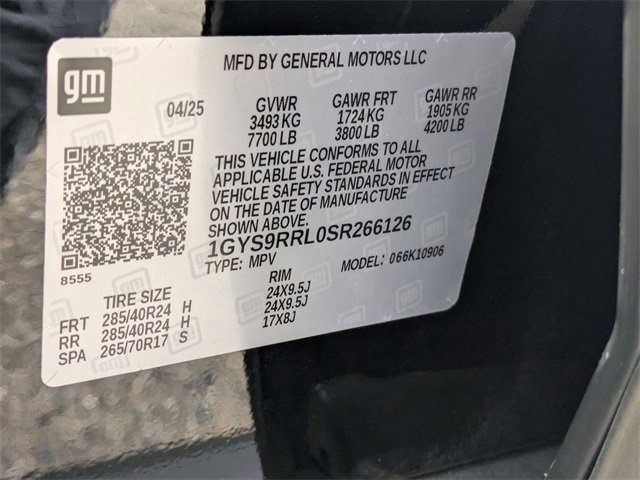 gm
MFD BY GENERAL MOTORS LLC
04/25
GVWR GAWR FRT GAWR RR
3493 KG 1724 KG 1905 KG
7700 LB 3800 LB 4200 LB
THIS VEHICLE CONFORMS TO ALL
APPLICABLE U.S. FEDERAL MOTOR
VEHICLE SAFETY STANDARDS IN EFFECT
ON THE DATE OF MANUFACTURE
SHOWN ABOVE.
1GYS9RRL0SR266126
8555
TYPE: MPV MODEL: 066K10906
TIRE SIZE RIM
FRT 285/40R24 H 24X9.5J
RR 285/40R24 H 24X9.5J
SPA 265/70R17 S 17X8J